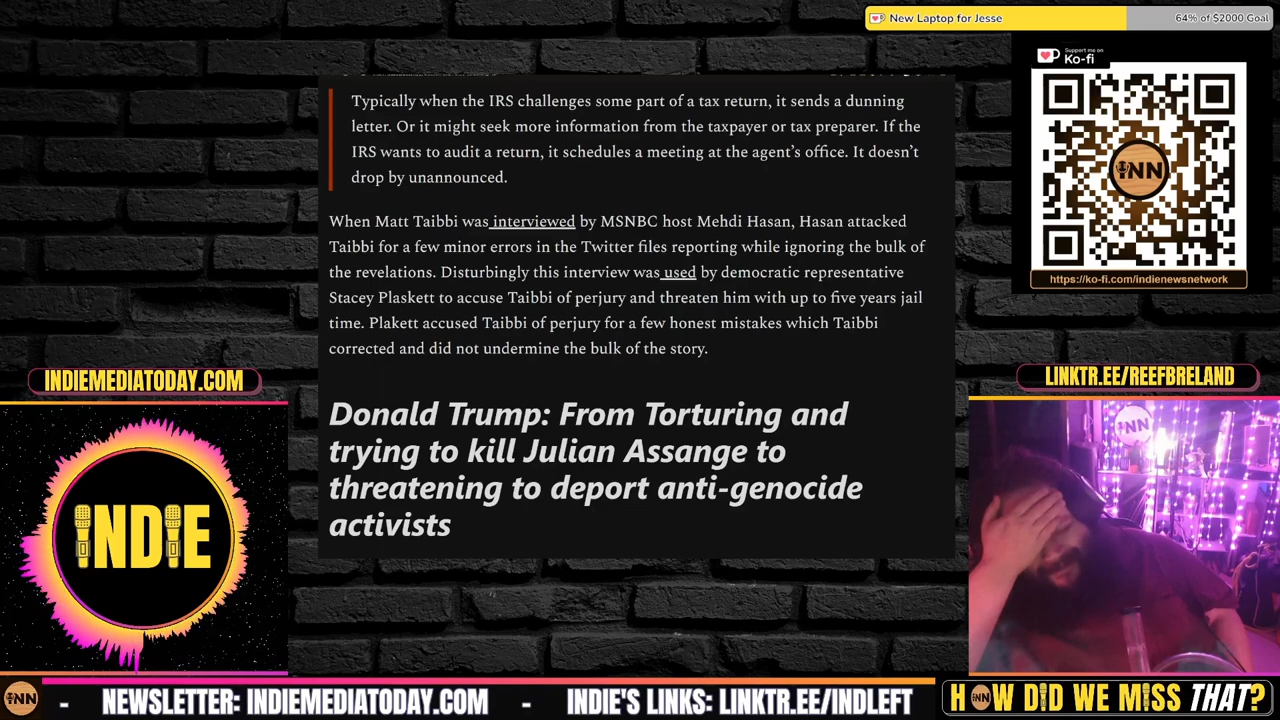 New Laptop for Jesse
64% of $2000 Goal
Support me on
Ko-fi
iNN
https://ko-fi.com/indienewsnetwork
Typically when the IRS challenges some part of a tax return, it sends a dunning
letter. Or it might seek more information from the taxpayer or tax preparer. If the
IRS wants to audit a return, it schedules a meeting at the agent's office. It doesn't
drop by unannounced.
When Matt Taibbi was interviewed by MSNBC host Mehdi Hasan, Hasan attacked
Taibbi for a few minor errors in the Twitter files reporting while ignoring the bulk of
the revelations. Disturbingly this interview was used by democratic representative
Stacey Plaskett to accuse Taibbi of perjury and threaten him with up to five years jail
time. Plakett accused Taibbi of perjury for a few honest mistakes which Taibbi
corrected and did not undermine the bulk of the story.
Donald Trump: From Torturing and
trying to kill Julian Assange to
threatening to deport anti-genocide
activists
INDIEMEDIATODAY.COM
LINKTR.EE/REEFBRELAND
iNDiE
iNN
iNN
- NEWSLETTER: INDIEMEDIATODAY.COM - INDIE'S LINKS: LINKTR.EE/INDLEFT
HOW DiD WE MiSS THAT?